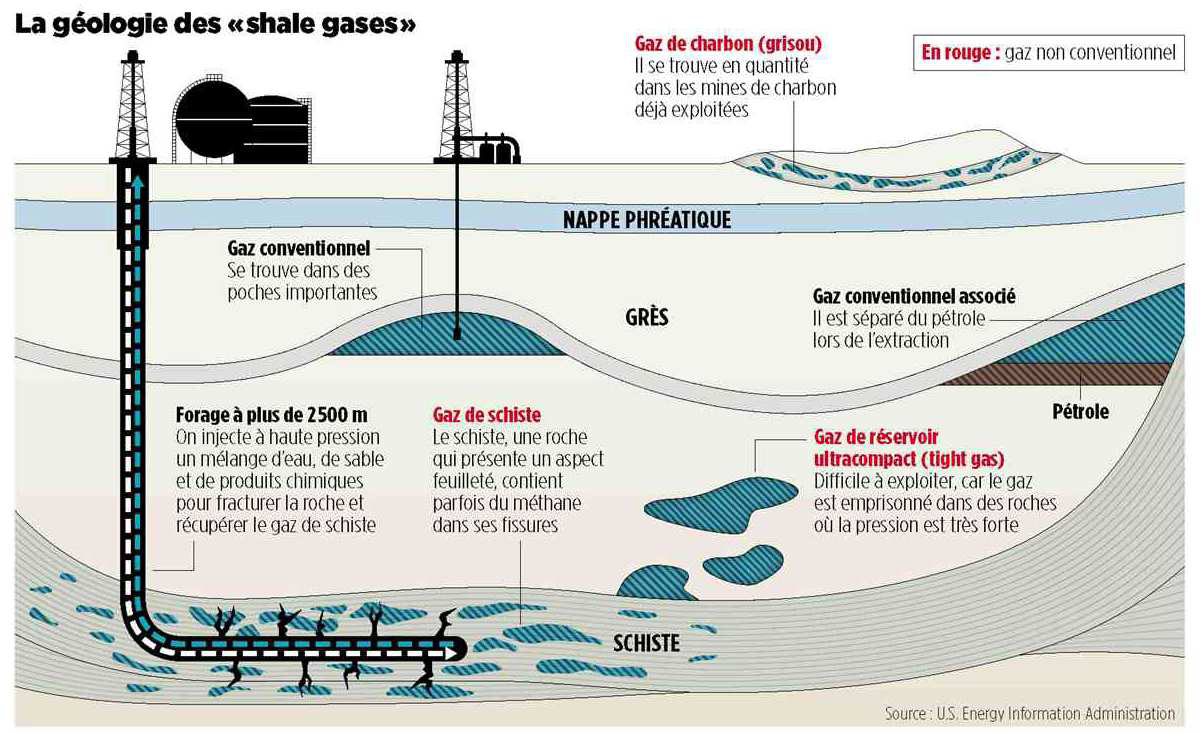 La géologie des «shale gases»
Gaz de charbon (grisou)
Il se trouve en quantité
dans les mines de charbon
déjà exploitées
En rouge : gaz non conventionnel
NAPPE PHRÉATIQUE
Gaz conventionnel
Se trouve dans des
poches importantes
GRÈS
Gaz conventionnel associé
Il est séparé du pétrole
lors de l'extraction
Pétrole
Forage à plus de 2500 m
On injecte à haute pression
un mélange d'eau, de sable
et de produits chimiques
pour fracturer la roche et
récupérer le gaz de schiste
Gaz de schiste
Le schiste, une roche
qui présente un aspect
feuilleté, contient
parfois du méthane
dans ses fissures
Gaz de réservoir
ultracompact (tight gas)
Difficile à exploiter, car le gaz
est emprisonné dans des roches
où la pression est très forte
SCHISTE
Source : U.S. Energy Information Administration